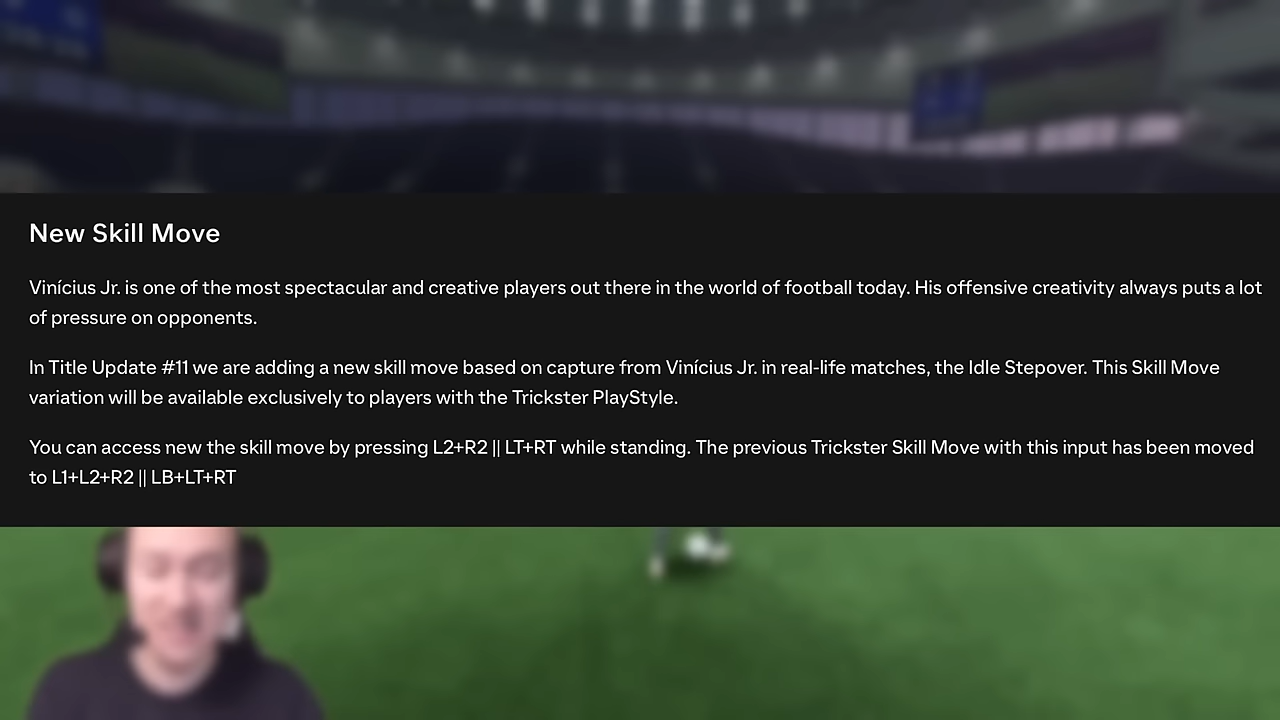 New Skill Move
Vinícius Jr. is one of the most spectacular and creative players out there in the world of football today. His offensive creativity always puts a lot
of pressure on opponents.
In Title Update #11 we are adding a new skill move based on capture from Vinícius Jr. in real-life matches, the Idle Stepover. This Skill Move
variation will be available exclusively to players with the Trickster PlayStyle.
You can access new the skill move by pressing L2+R2 || LT+RT while standing. The previous Trickster Skill Move with this input has been moved
to L1+L2+R2 || LB+LT+RT